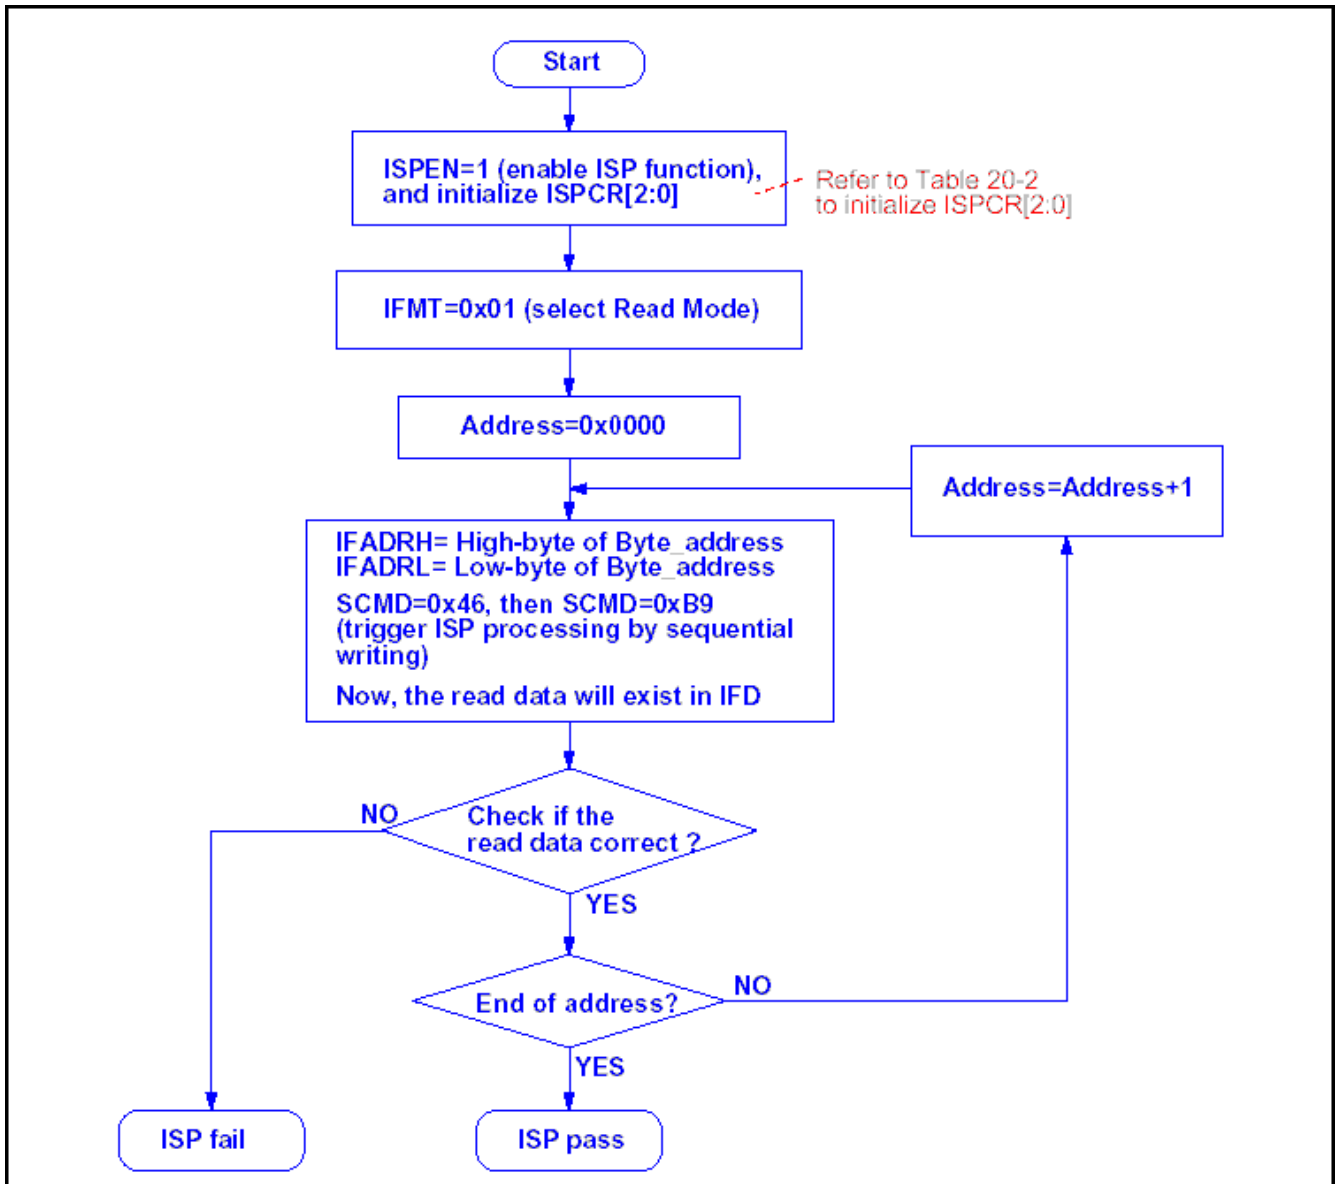 Start
ISPEN=1 (enable ISP function),
and initialize ISPCR[2:0]
Refer to Table 20-2
to initialize ISPCR[2:0]
IFMT=0x01 (select Read Mode)
Address=0x0000
Address=Address+1
IFADRH= High-byte of Byte_address
IFADRL= Low-byte of Byte_address
SCMD=0x46, then SCMD=0xB9
(trigger ISP processing by sequential
writing)
Now, the read data will exist in IFD
NO
Check if the
read data correct ?
YES
End of address?
NO
YES
ISP fail
ISP pass